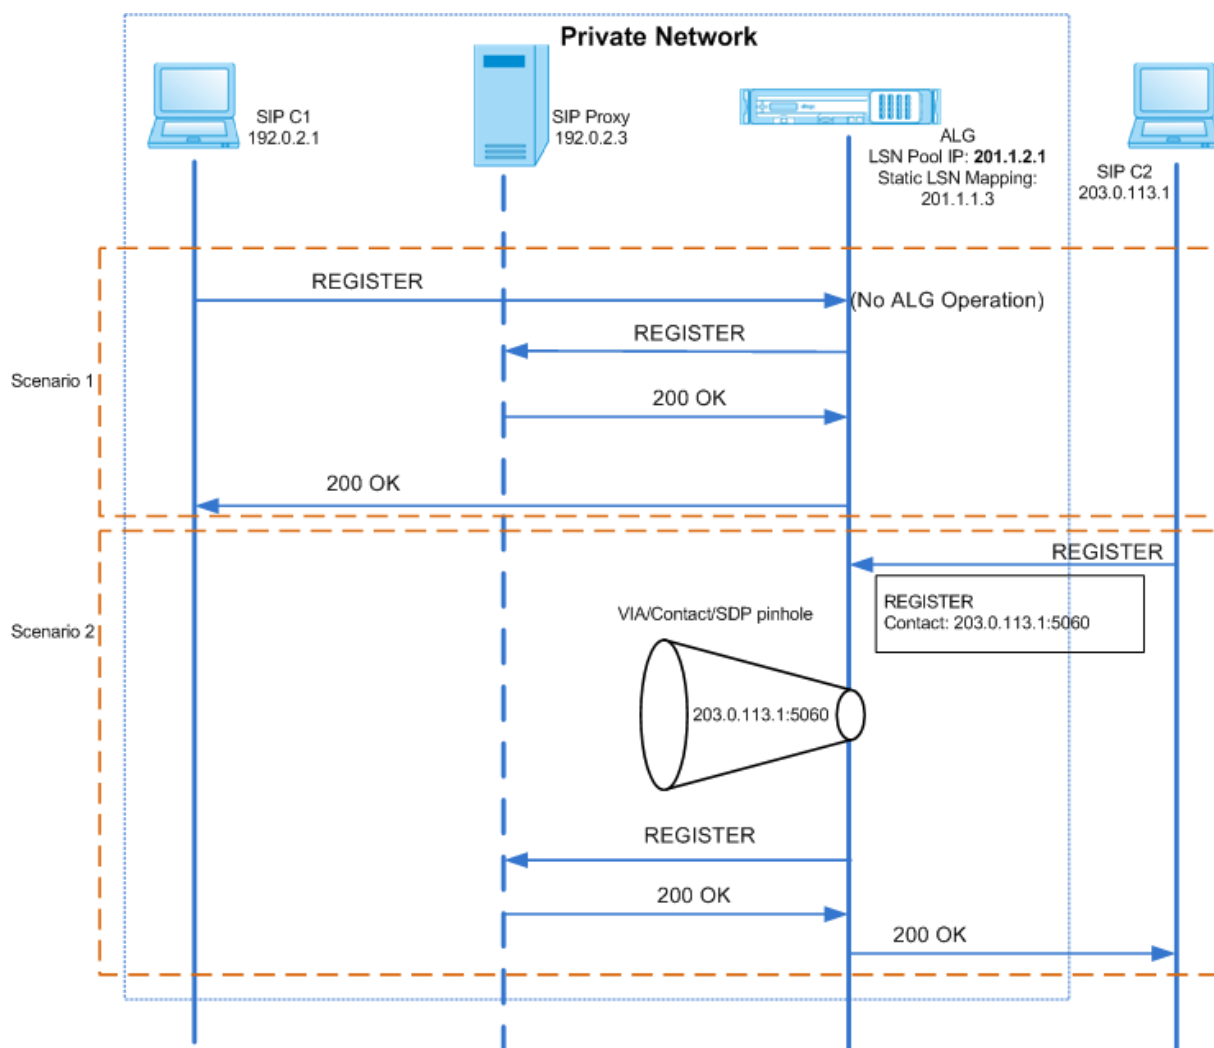 Private Network
SIP C1
192.0.2.1
SIP Proxy
192.0.2.3
ALG
LSN Pool IP: 201.1.2.1
Static LSN Mapping:
201.1.1.3
SIP C2
203.0.113.1
Scenario 1
REGISTER
(No ALG Operation)
REGISTER
200 OK
200 OK
Scenario 2
REGISTER
REGISTER
Contact: 203.0.113.1:5060
VIA/Contact/SDP pinhole
203.0.113.1:5060
REGISTER
200 OK
200 OK